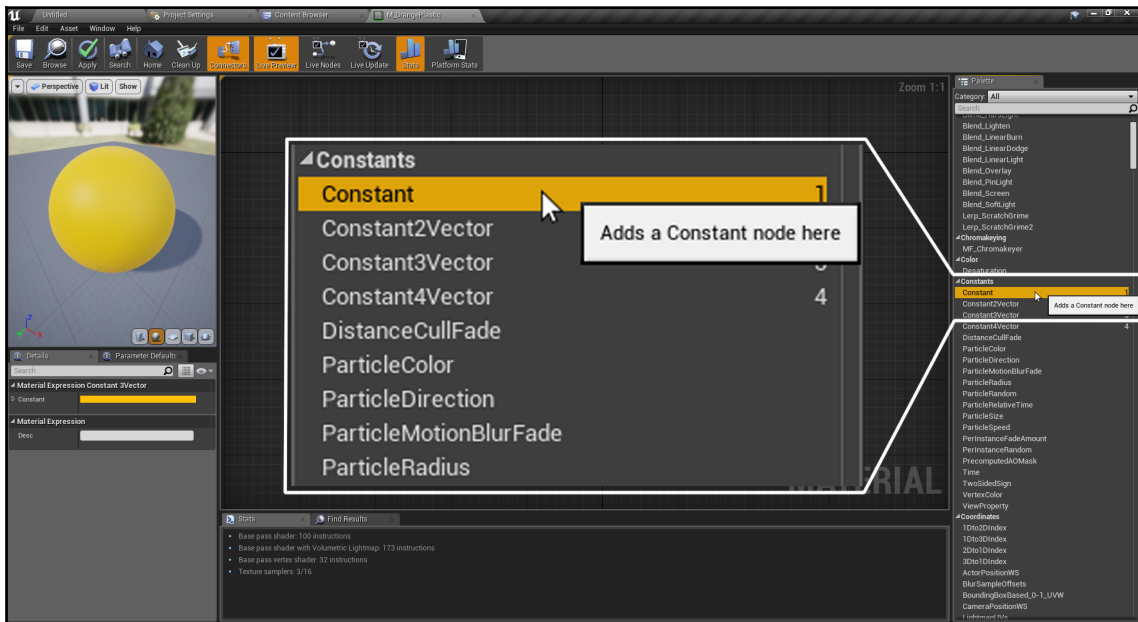 Untitled
Project Settings
Content Browser
M_OrangePlastic
File Edit Asset Window Help
Save Browse Apply Search Home Clean Up Connectors Live Preview Live Nodes Live Update Stats Platform Stats
Perspective Lit Show
Zoom 1:1
Constants
Constant 1
Adds a Constant node here
Constant2Vector
Constant3Vector
Constant4Vector 4
DistanceCullFade
ParticleColor
ParticleDirection
ParticleMotionBlurFade
ParticleRadius
Z
X
Details
Parameter Defaults
Search
Material Expression Constant 3Vector
Constant
Material Expression
Desc
Stats
Find Results
Base pass shader: 100 instructions
Base pass shader with Volumetric Lightmap: 173 instructions
Base pass vertex shader: 32 instructions
Texture samplers: 3/16
Palette
Category: All
Search
Blend_Lighten
Blend_LinearBurn
Blend_LinearDodge
Blend_LinearLight
Blend_Overlay
Blend_PinLight
Blend_Screen
Blend_SoftLight
Lerp_ScratchGrime
Lerp_ScratchGrime2
Chromakeying
MF_Chromakeyer
Color
Desaturation
Constants
Constant 1
Adds a Constant node here
Constant2Vector
Constant3Vector
Constant4Vector 4
DistanceCullFade
ParticleColor
ParticleDirection
ParticleMotionBlurFade
ParticleRadius
ParticleRandom
ParticleRelativeTime
ParticleSize
ParticleSpeed
PerInstanceFadeAmount
PerInstanceRandom
PrecomputedAOMask
Time
TwoSidedSign
VertexColor
ViewProperty
Coordinates
1Dto2DIndex
1Dto3DIndex
2Dto1DIndex
3Dto1DIndex
ActorPositionWS
BlurSampleOffsets
BoundingBoxBased_0-1_UVW
CameraPositionWS
LightmapUVs